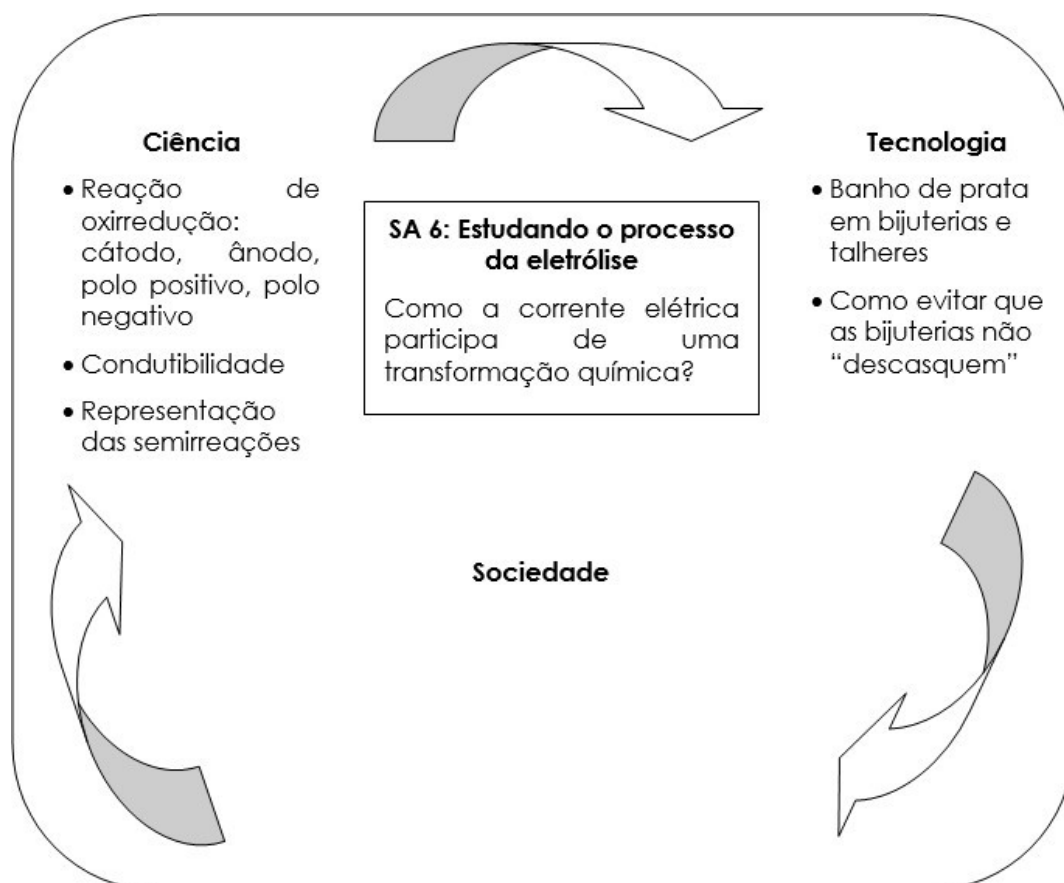 Ciência
• Reação de
oxirredução:
cátodo, ânodo,
polo positivo, polo
negativo
• Condutibilidade
• Representação
das semirreações
SA 6: Estudando o processo
da eletrólise
Como a corrente elétrica
participa de uma
transformação química?
Tecnologia
• Banho de prata
em bijuterias e
talheres
• Como evitar que
as bijuterias não
“descasquem”
Sociedade